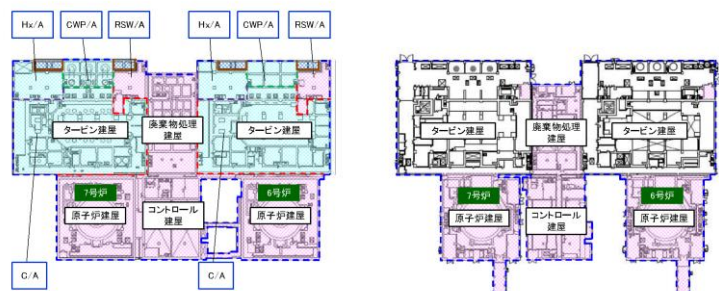 Hx/A
CWP/A
RSW/A
Hx/A
CWP/A
RSW/A
タービン建屋
廃棄物処理
建屋
タービン建屋
7号炉
原子炉建屋
コントロール
建屋
6号炉
原子炉建屋
C/A
C/A
タービン建屋
廃棄物処理
建屋
タービン建屋
7号炉
原子炉建屋
コントロール
建屋
6号炉
原子炉建屋